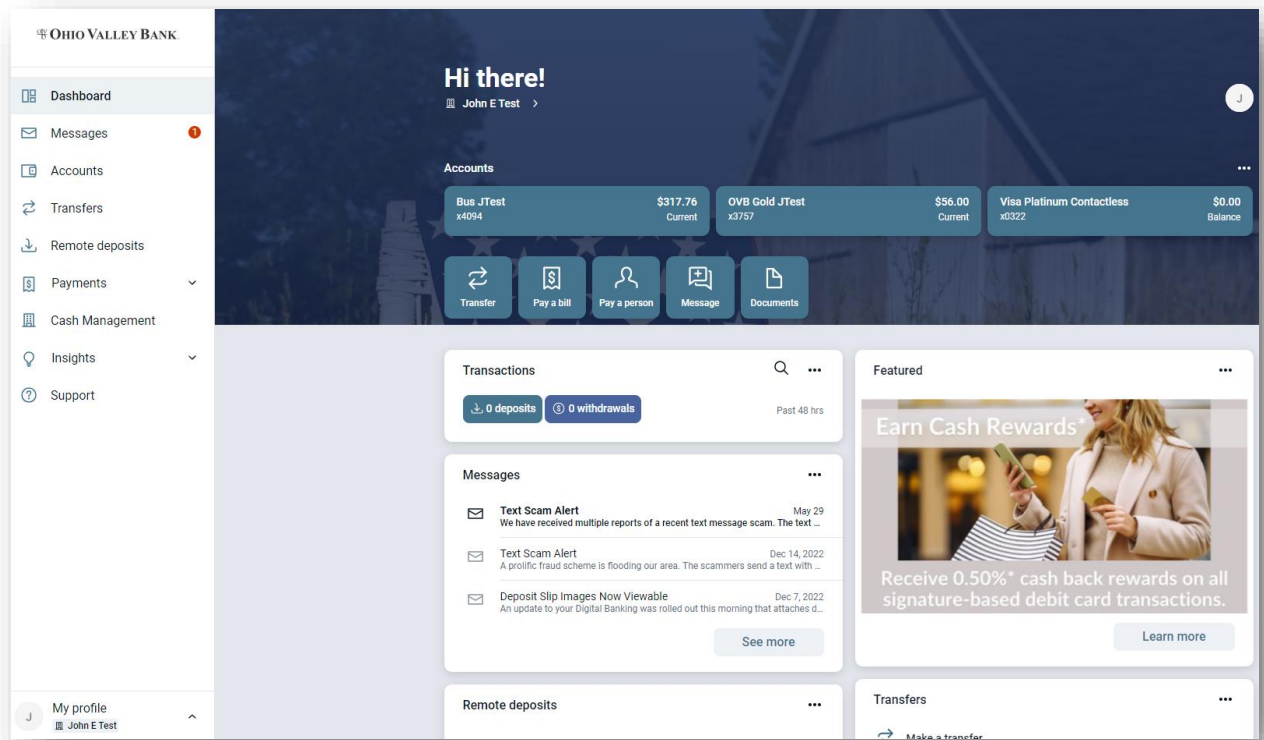 OHIO VALLEY BANK.
Dashboard
Messages 1
Accounts
Transfers
Remote deposits
Payments
Cash Management
Insights
Support
J
My profile
John E Test
Hi there!
John E Test
J
Accounts
Bus JTest $317.76
x4094 Current
OVB Gold JTest $56.00
x3757 Current
Visa Platinum Contactless $0.00
x0322 Balance
Transfer
Pay a bill
Pay a person
Message
Documents
Transactions
0 deposits
0 withdrawals
Past 48 hrs
Messages
Text Scam Alert May 29
We have received multiple reports of a recent text message scam. The text ...
Text Scam Alert Dec 14, 2022
A prolific fraud scheme is flooding our area. The scammers send a text with ...
Deposit Slip Images Now Viewable Dec 7, 2022
An update to your Digital Banking was rolled out this morning that attaches d...
See more
Remote deposits
Featured
Earn Cash Rewards*
Receive 0.50%* cash back rewards on all
signature-based debit card transactions.
Learn more
Transfers
Make a transfer